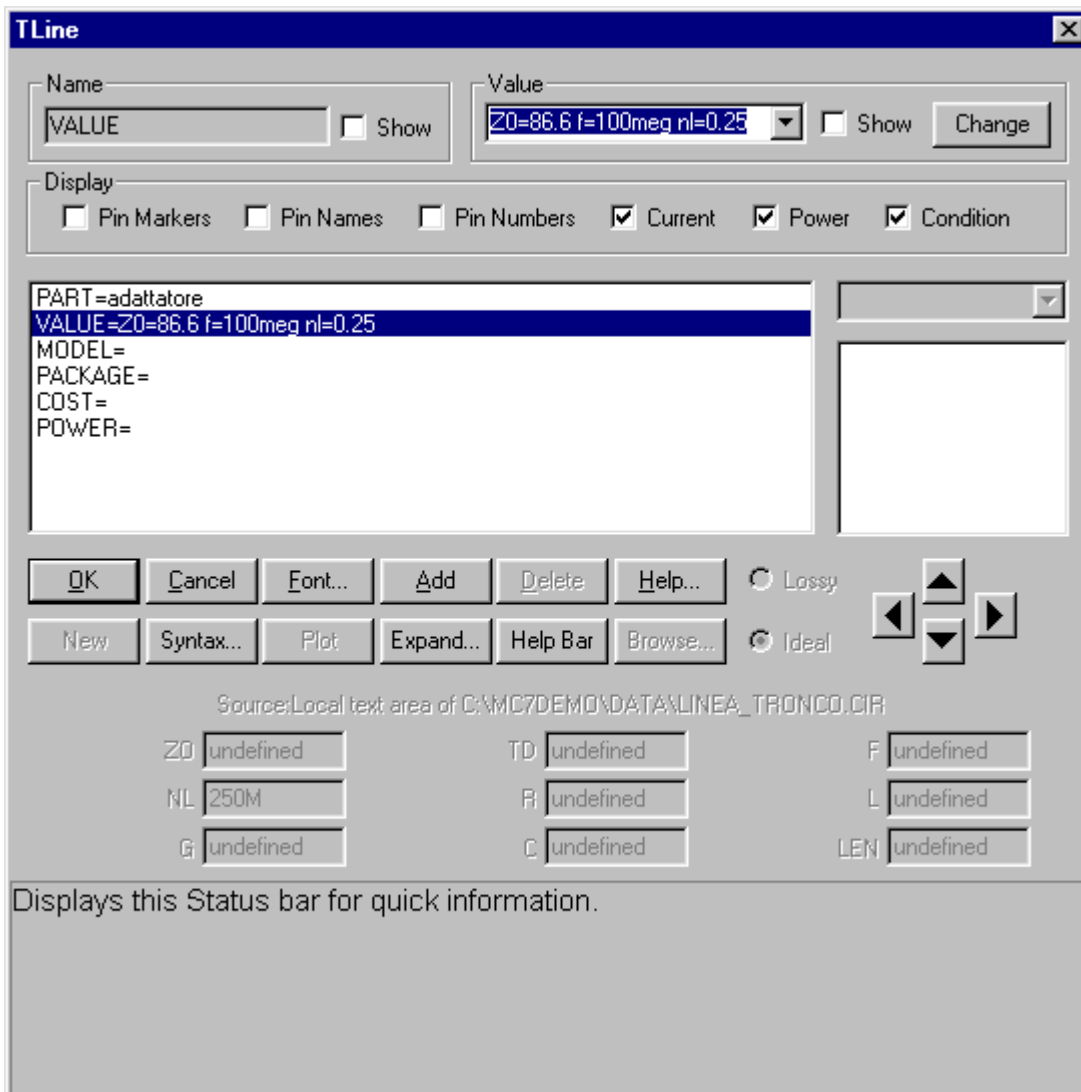 TLine
Name
Value
VALUE
Show
Z0=86.6 f=100meg nl=0.25
Show
Change
Display
Pin Markers
Pin Names
Pin Numbers
Current
Power
Condition
PART=adattatore
VALUE=Z0=86.6 f=100meg nl=0.25
MODEL=
PACKAGE=
COST=
POWER=
OK
Cancel
Font...
Add
Delete
Help...
Lossy
New
Syntax...
Plot
Expand...
Help Bar
Browse...
Ideal
Source:Local text area of C:\MC7DEMO\DATA\LINEA_TRONCO.CIR
Z0 undefined
TD undefined
F undefined
NL 250M
R undefined
L undefined
G undefined
C undefined
LEN undefined
Displays this Status bar for quick information.